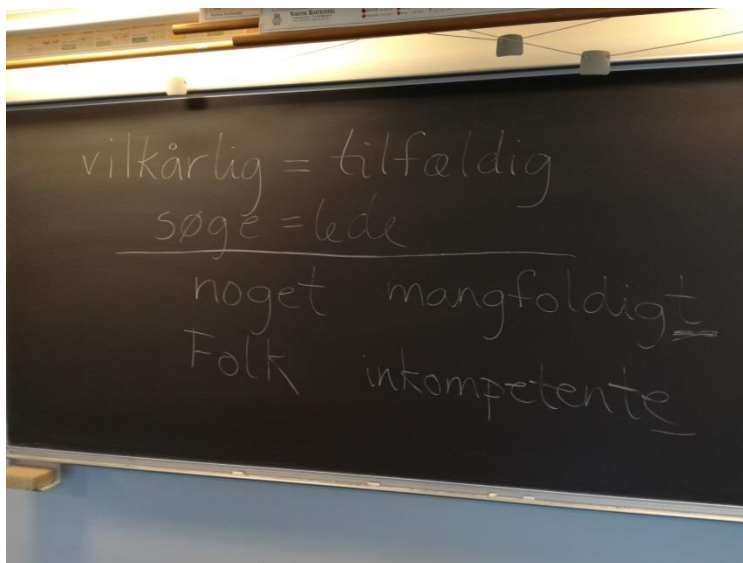 vilkårlig = tilfældig
søge = lede
noget mangfoldigt
Folk inkompetente